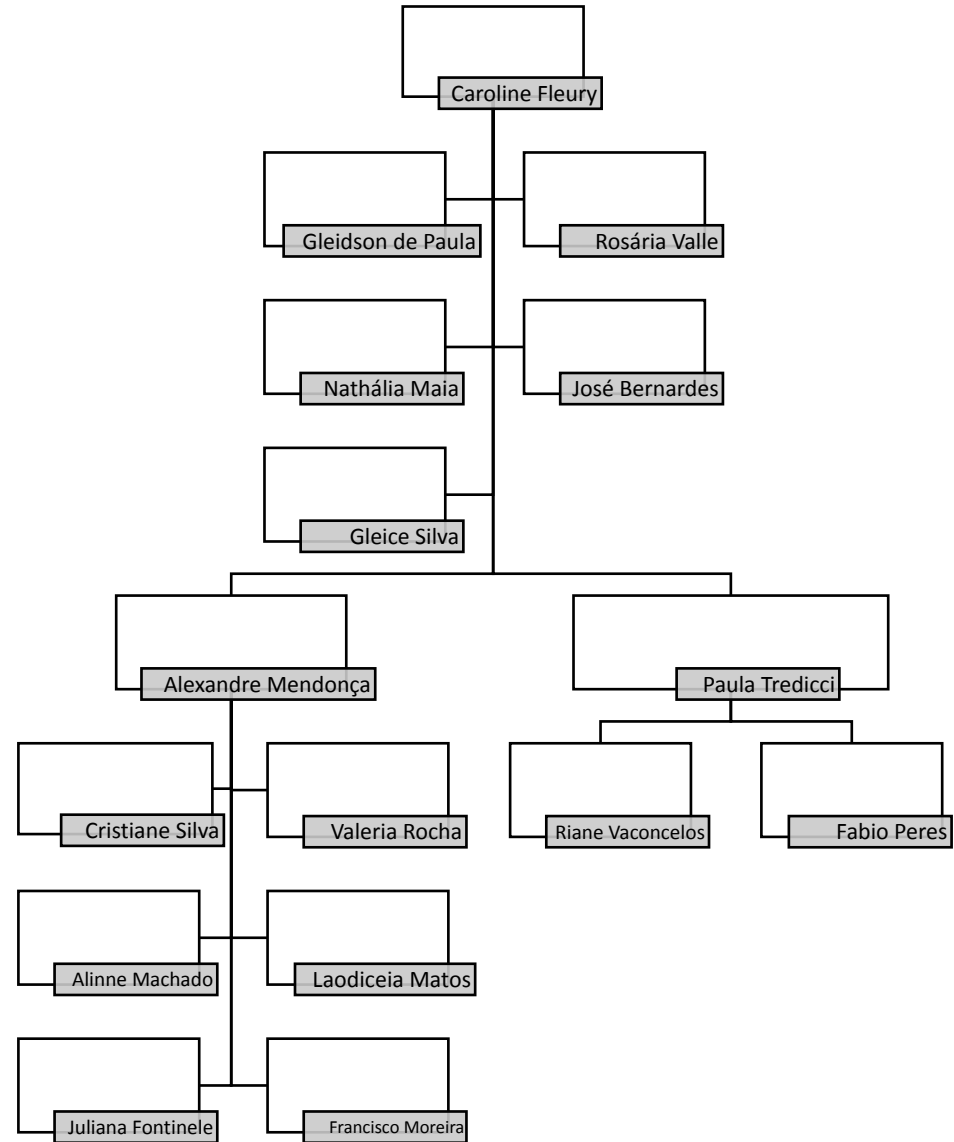 Caroline Fleury
Gleidson de Paula
Rosária Valle
Nathália Maia
José Bernardes
Gleice Silva
Alexandre Mendonça
Paula Tredicci
Cristiane Silva
Valeria Rocha
Riane Vaconcelos
Fabio Peres
Alinne Machado
Laodiceia Matos
Juliana Fontinele
Francisco Moreira